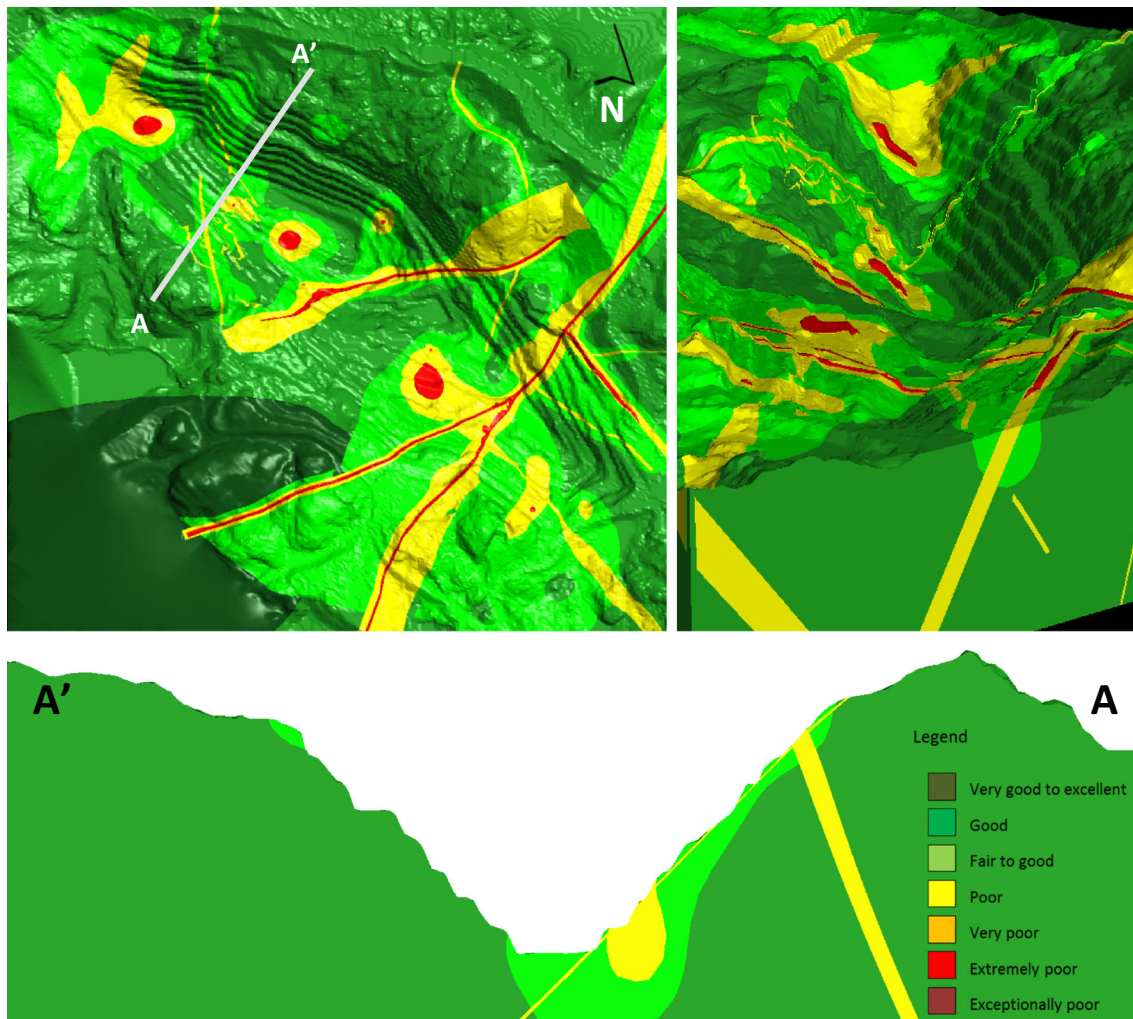 A’
N
A
A’
A
Legend
Very good to excellent
Good
Fair to good
Poor
Very poor
Extremely poor
Exceptionally poor